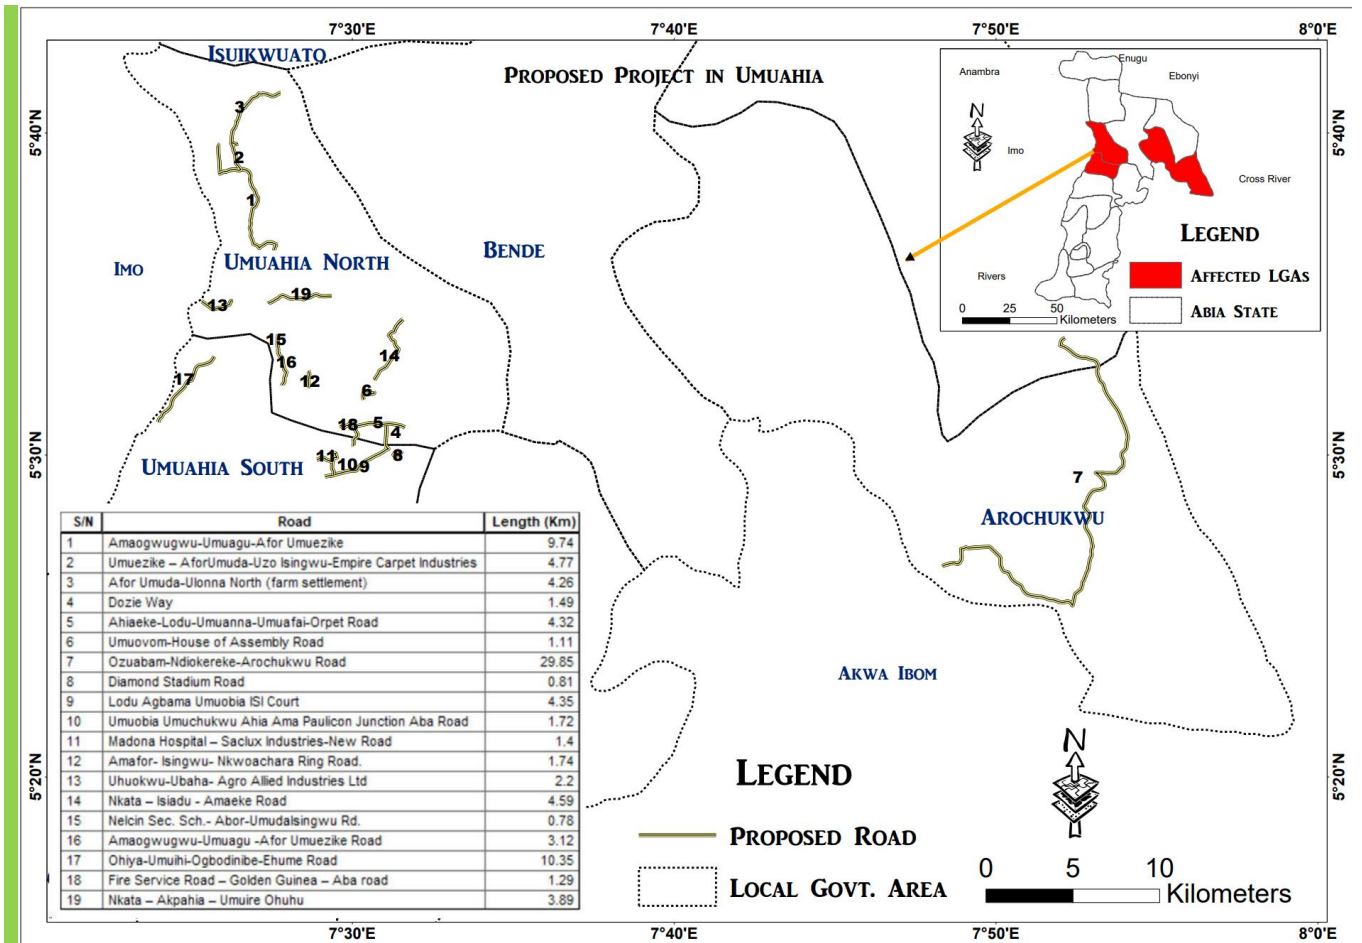 7°30'E 7°40'E 7°50'E 8°0'E
ISUIKWUATO
PROPOSED PROJECT IN UMUAHIA
Enugu
Anambra
Ebonyi
N
Imo
Cross River
LEGEND
Rivers
AFFECTED LGAS
0 25 50
Kilometers
ABIA STATE
5°40'N 5°40'N
3
2
1
BENDE
IMO
UMUAHIA NORTH
13
19
15
16
14
12
17
6
18
5
4
5°30'N 5°30'N
11
10
9
8
UMUAHIA SOUTH
7
AROCHUKWU
S/N Road Length (Km)
1 Amaogwugwu-Umuagu-Afor Umuezike 9.74
2 Umuezike – AforUmuda-Uzo Isingwu-Empire Carpet Industries 4.77
3 Afor Umuda-Ulonna North (farm settlement) 4.26
4 Dozie Way 1.49
5 Ahiaeke-Lodu-Umuanna-Umuafai-Orpet Road 4.32
6 Umuovom-House of Assembly Road 1.11
7 Ozuabam-Ndiokereke-Arochukwu Road 29.85
8 Diamond Stadium Road 0.81
9 Lodu Agbama Umuobia ISI Court 4.35
10 Umuobia Umuchukwu Ahia Ama Paulicon Junction Aba Road 1.72
11 Madona Hospital – Saclux Industries-New Road 1.4
12 Amafor- Isingwu- Nkwoachara Ring Road. 1.74
13 Uhuokwu-Ubaha- Agro Allied Industries Ltd 2.2
14 Nkata – Isiadu - Amaeke Road 4.59
15 Nelcin Sec. Sch.- Abor-Umudalsingwu Rd. 0.78
16 Amaogwugwu-Umuagu -Afor Umuezike Road 3.12
17 Ohiya-Umuihi-Ogbodinibe-Ehume Road 10.35
18 Fire Service Road – Golden Guinea – Aba road 1.29
19 Nkata – Akpahia – Umuire Ohuhu 3.89
AKWA IBOM
5°20'N 5°20'N
N
LEGEND
PROPOSED ROAD
LOCAL GOVT. AREA
0 5 10
Kilometers
7°30'E 7°40'E 7°50'E 8°0'E